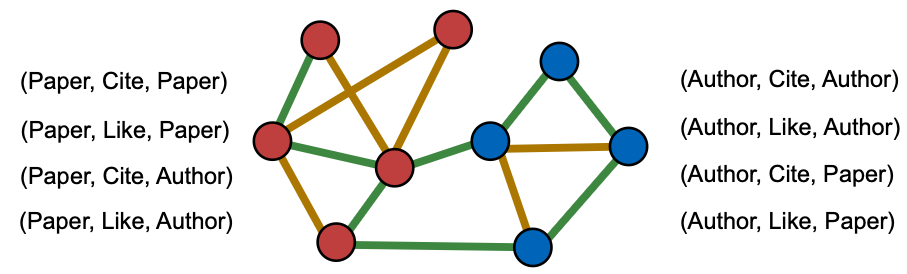 (Paper, Cite, Paper)
(Paper, Like, Paper)
(Paper, Cite, Author)
(Paper, Like, Author)
(Author, Cite, Author)
(Author, Like, Author)
(Author, Cite, Paper)
(Author, Like, Paper)